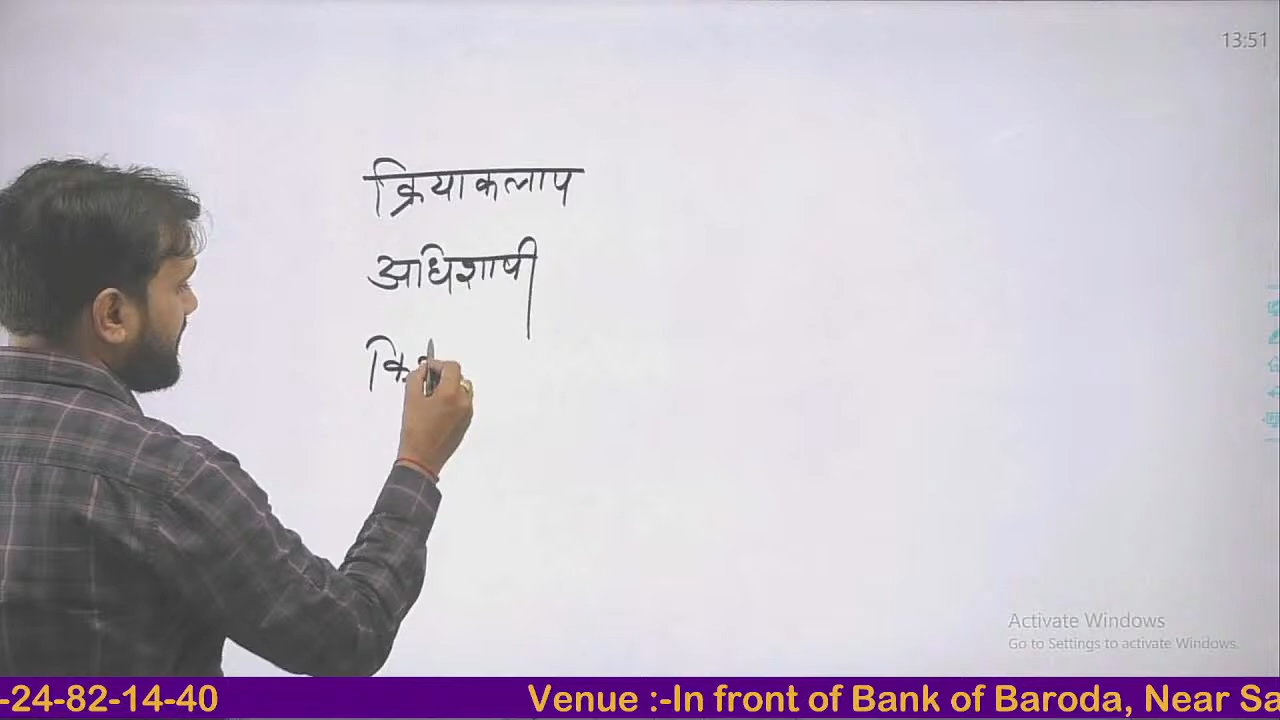 13:51
क्रियाकलाप
अधिशाषी
कि
Activate Windows
Go to Settings to activate Windows.
-24-82-14-40 Venue :-In front of Bank of Baroda, Near Sa